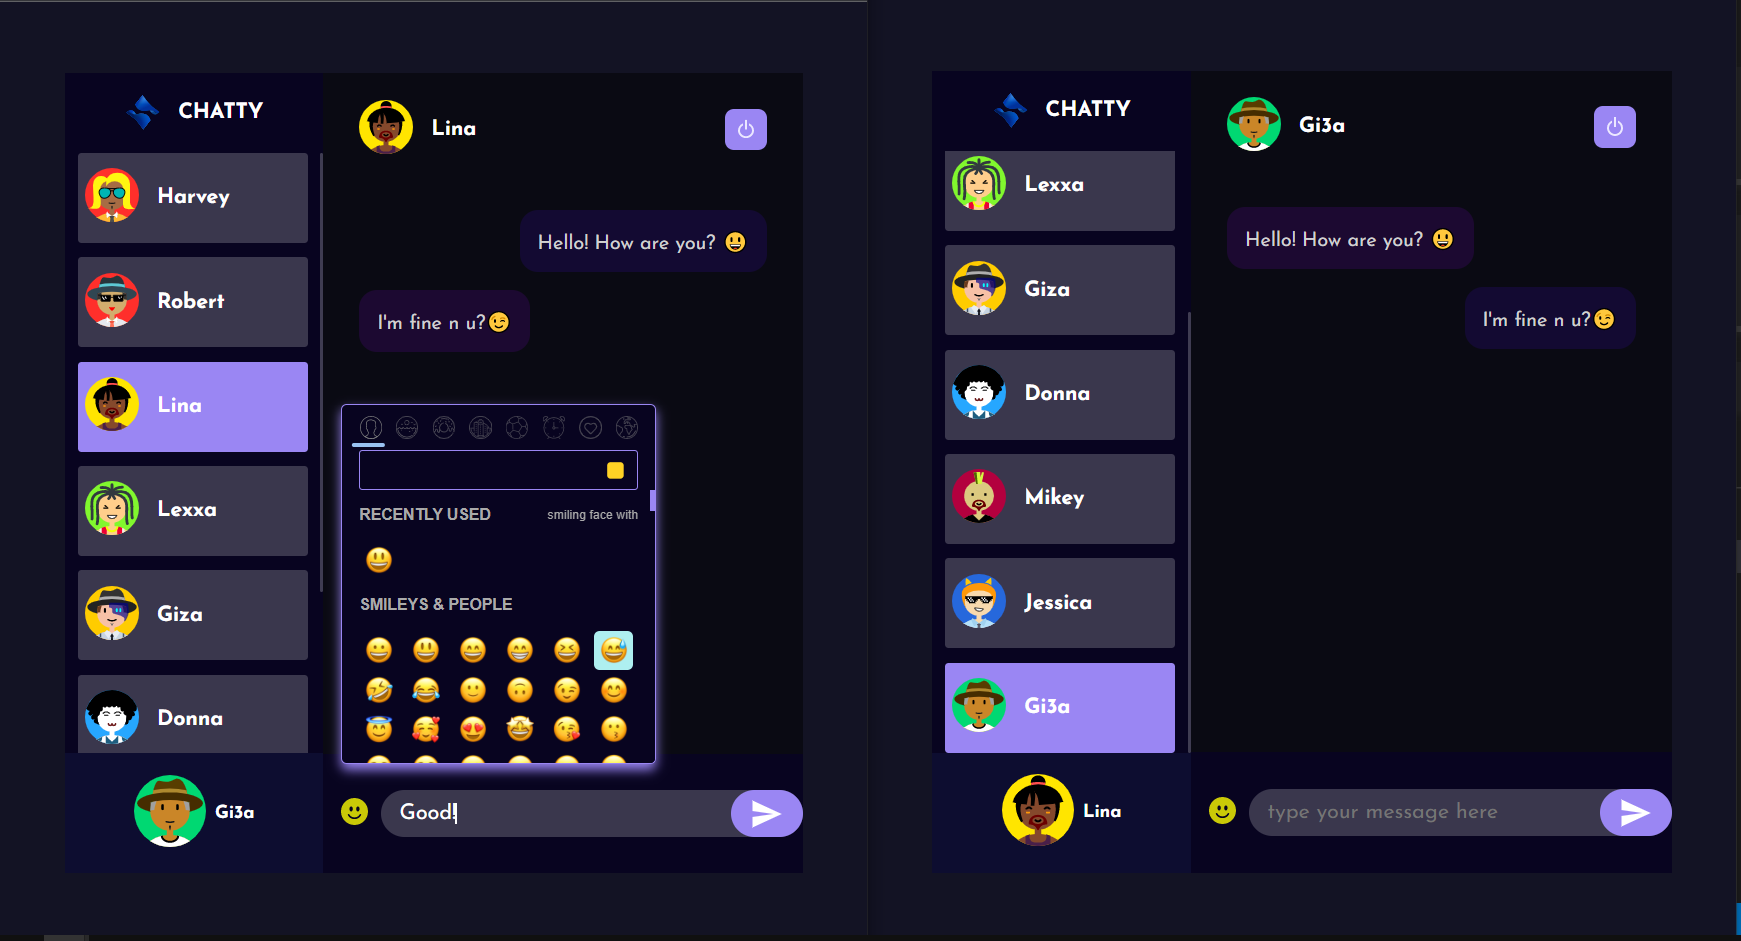 CHATTY
Harvey
Robert
Lina
Lexxa
Giza
Donna
Gi3a
Lina
Hello! How are you? 😃
I'm fine n u?😉
RECENTLY USED
smiling face with
SMILEYS & PEOPLE
Good!
CHATTY
Lexxa
Giza
Donna
Mikey
Jessica
Gi3a
Lina
Gi3a
Hello! How are you? 😃
I'm fine n u?😉
type your message here